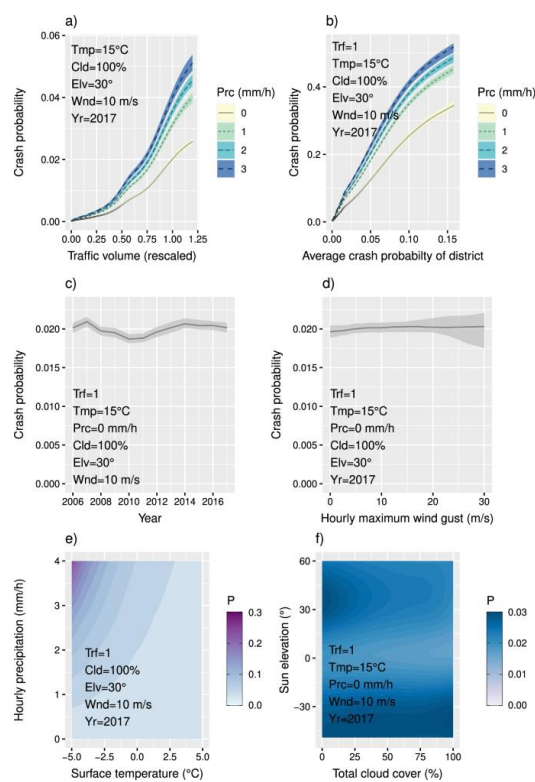 a)
Crash probability
0.06
0.04
0.02
0.00
Tmp=15°C
Cld=100%
Elv=30°
Wnd=10 m/s
Yr=2017
0.00 0.25 0.50 0.75 1.00 1.25
Traffic volume (rescaled)
Prc (mm/h)
0
1
2
3
b)
Crash probability
0.4
0.2
0.0
Trf=1
Tmp=15°C
Cld=100%
Elv=30°
Wnd=10 m/s
Yr=2017
0.00 0.05 0.10 0.15
Average crash probabilty of district
Prc (mm/h)
0
1
2
3
c)
Crash probability
0.020
0.015
0.010
0.005
0.000
Trf=1
Tmp=15°C
Prc=0 mm/h
Cld=100%
Elv=30°
Wnd=10 m/s
2006 2008 2010 2012 2014 2016
Year
d)
Crash probability
0.020
0.015
0.010
0.005
0.000
Trf=1
Tmp=15°C
Prc=0 mm/h
Cld=100%
Elv=30°
Yr=2017
0 10 20 30
Hourly maximum wind gust (m/s)
e)
Hourly precipitation (mm/h)
4
3
2
1
0
Trf=1
Cld=100%
Elv=30°
Wnd=10 m/s
Yr=2017
-5.0 -2.5 0.0 2.5 5.0
Surface temperature (°C)
P
0.3
0.2
0.1
0.0
f)
Sun elevation (°)
60
30
0
-30
Trf=1
Tmp=15°C
Prc=0 mm/h
Wnd=10 m/s
Yr=2017
0 25 50 75 100
Total cloud cover (%)
P
0.03
0.02
0.01
0.00